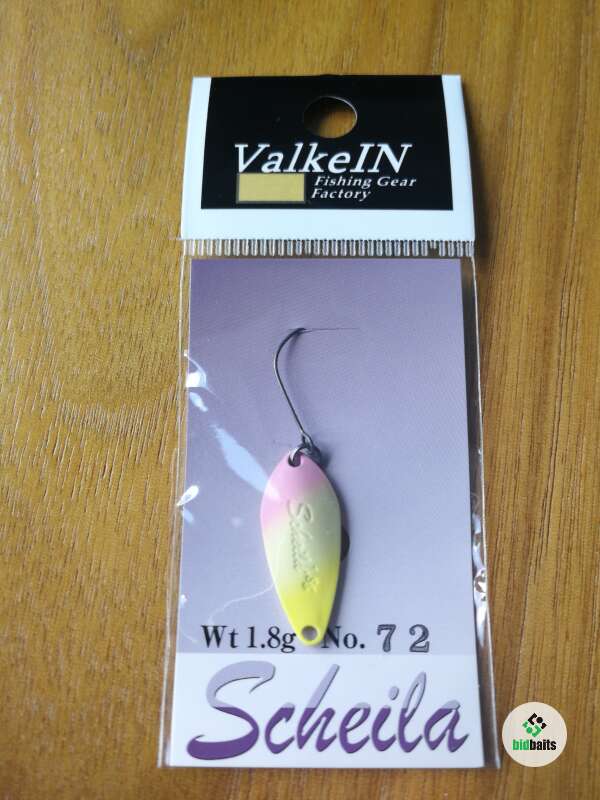 ValkeIN
Fishing Gear
Factory
Scheila
Wt 1.8g No. 72
Scheila
bidbaits